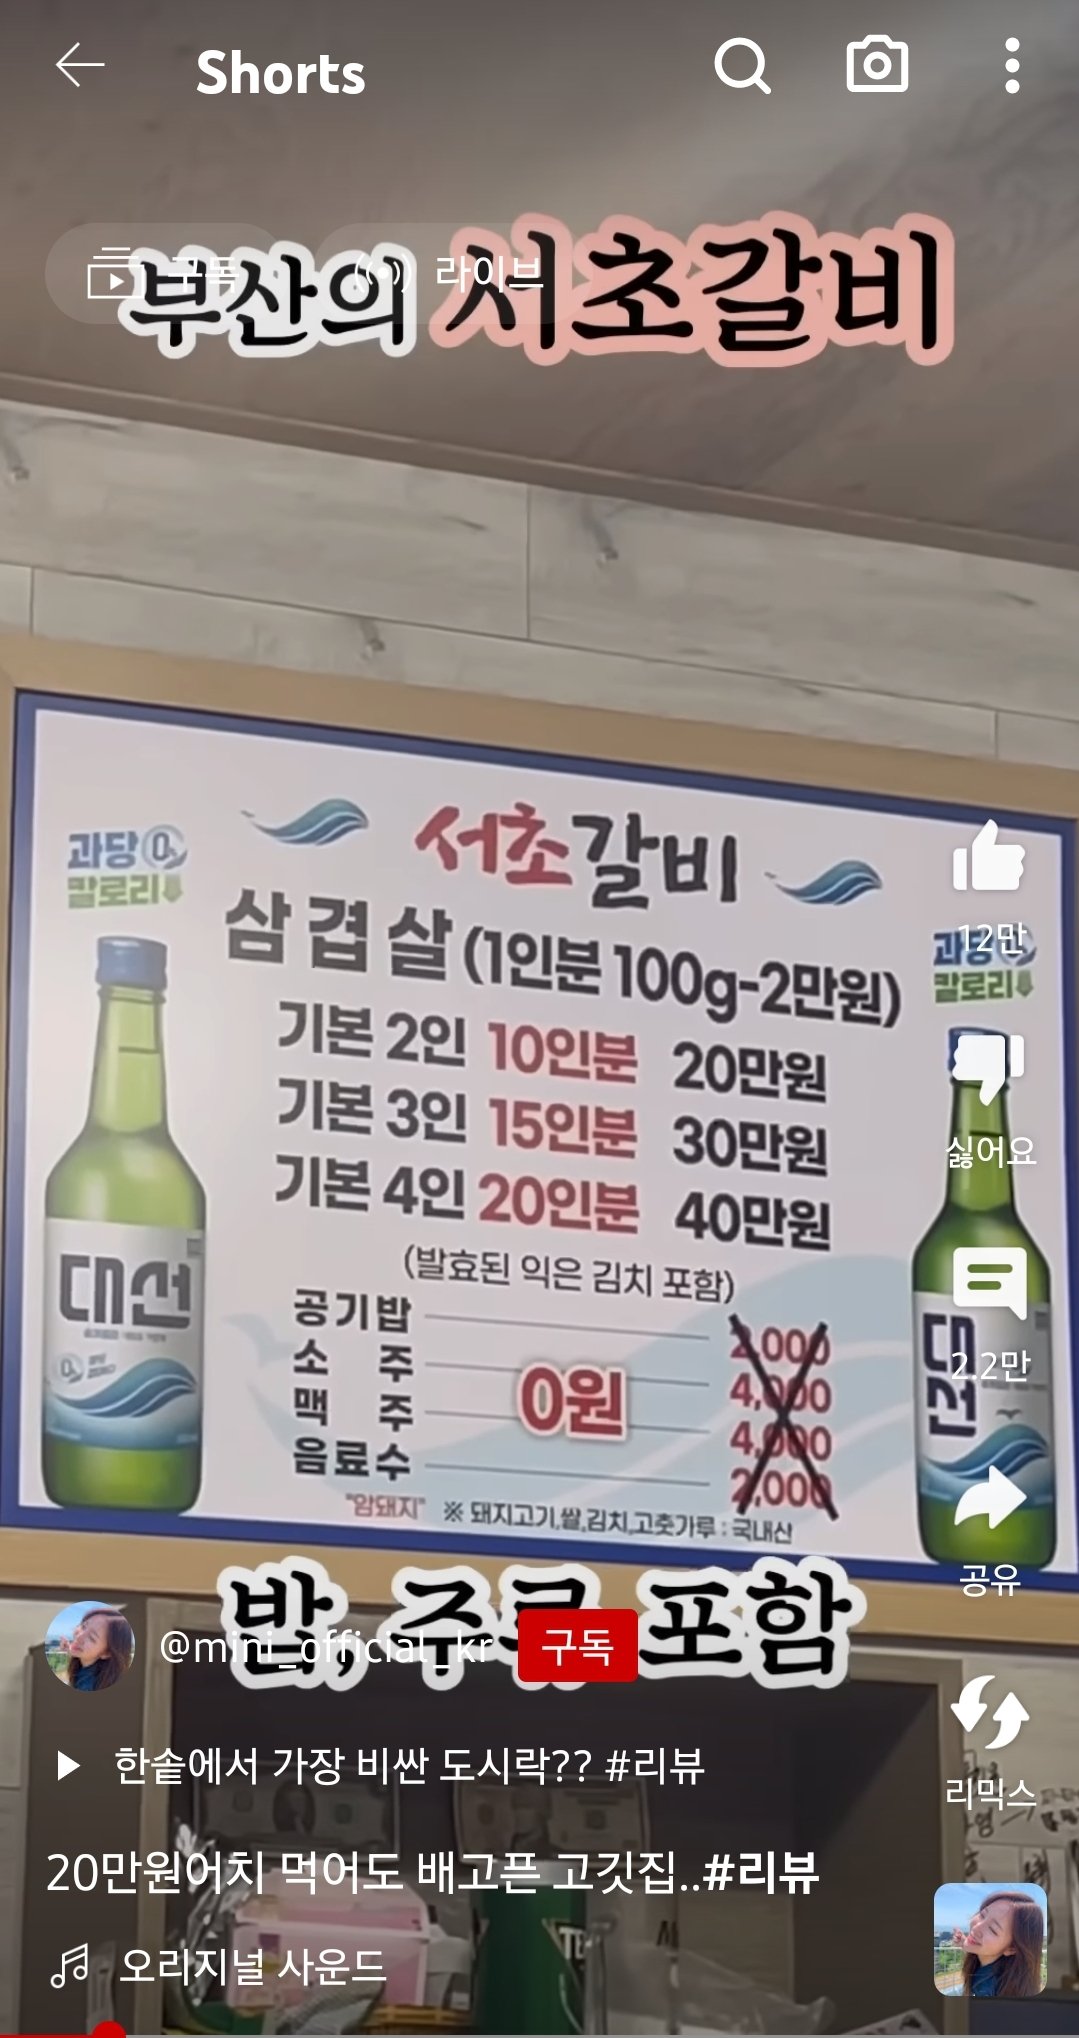 Shorts
구독
라이브
부산의 서초갈비
과당 0
칼로리
서초갈비
삼겹살 (1인분 100g-2만원)
기본 2인 10인분 20만원
기본 3인 15인분 30만원
기본 4인 20인분 40만원
(발효된 익은 김치 포함)
공기밥 2,000
소주 4,000
맥주 4,000
음료수 2,000
0원
"암돼지" ※ 돼지고기,쌀,김치,고춧가루 : 국내산
대선
과당
칼로리
대선
12만
싫어요
2.2만
공유
리믹스
밥, 주류 포함
@mini_official_kr 구독
한솥에서 가장 비싼 도시락?? #리뷰
20만원어치 먹어도 배고픈 고깃집..#리뷰
오리지널 사운드